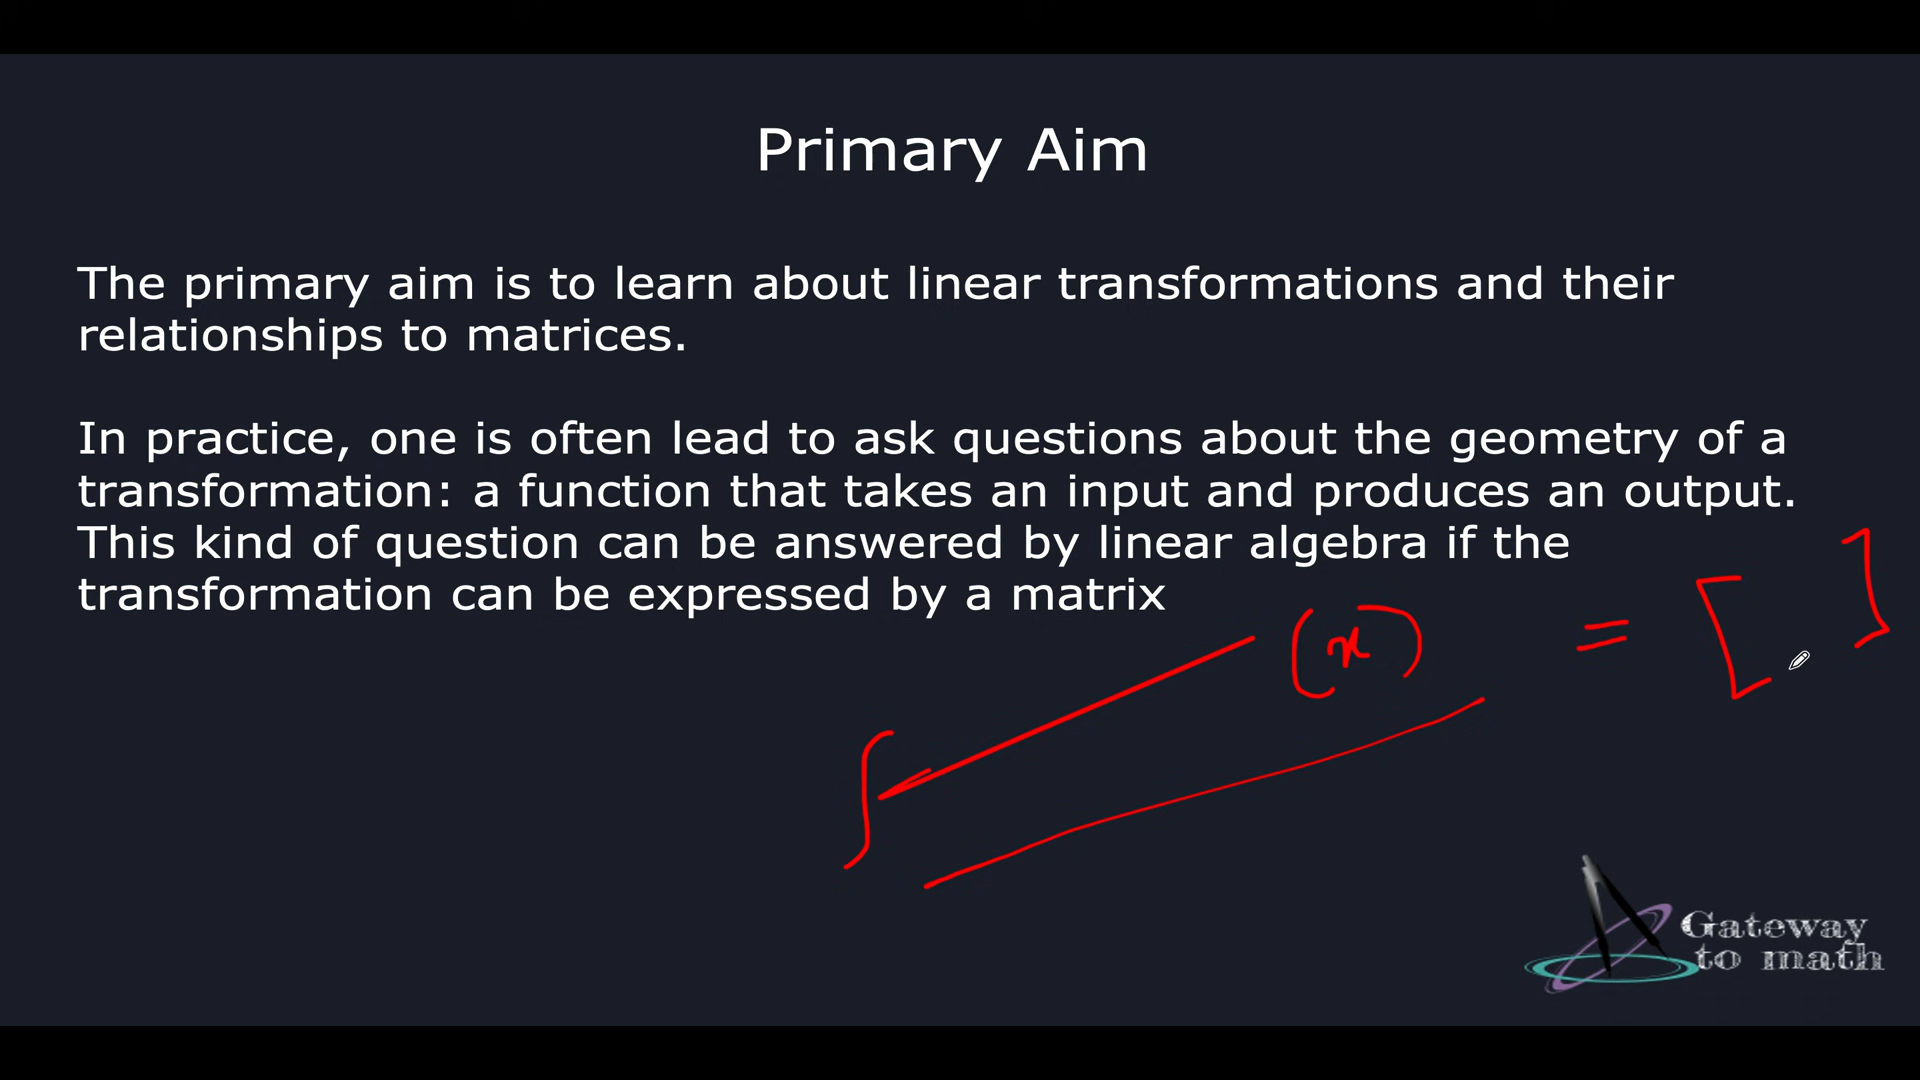 Primary Aim
The primary aim is to learn about linear transformations and their
relationships to matrices.
In practice, one is often lead to ask questions about the geometry of a
transformation: a function that takes an input and produces an output.
This kind of question can be answered by linear algebra if the
transformation can be expressed by a matrix
f (x) = [ ]
Gateway
to math